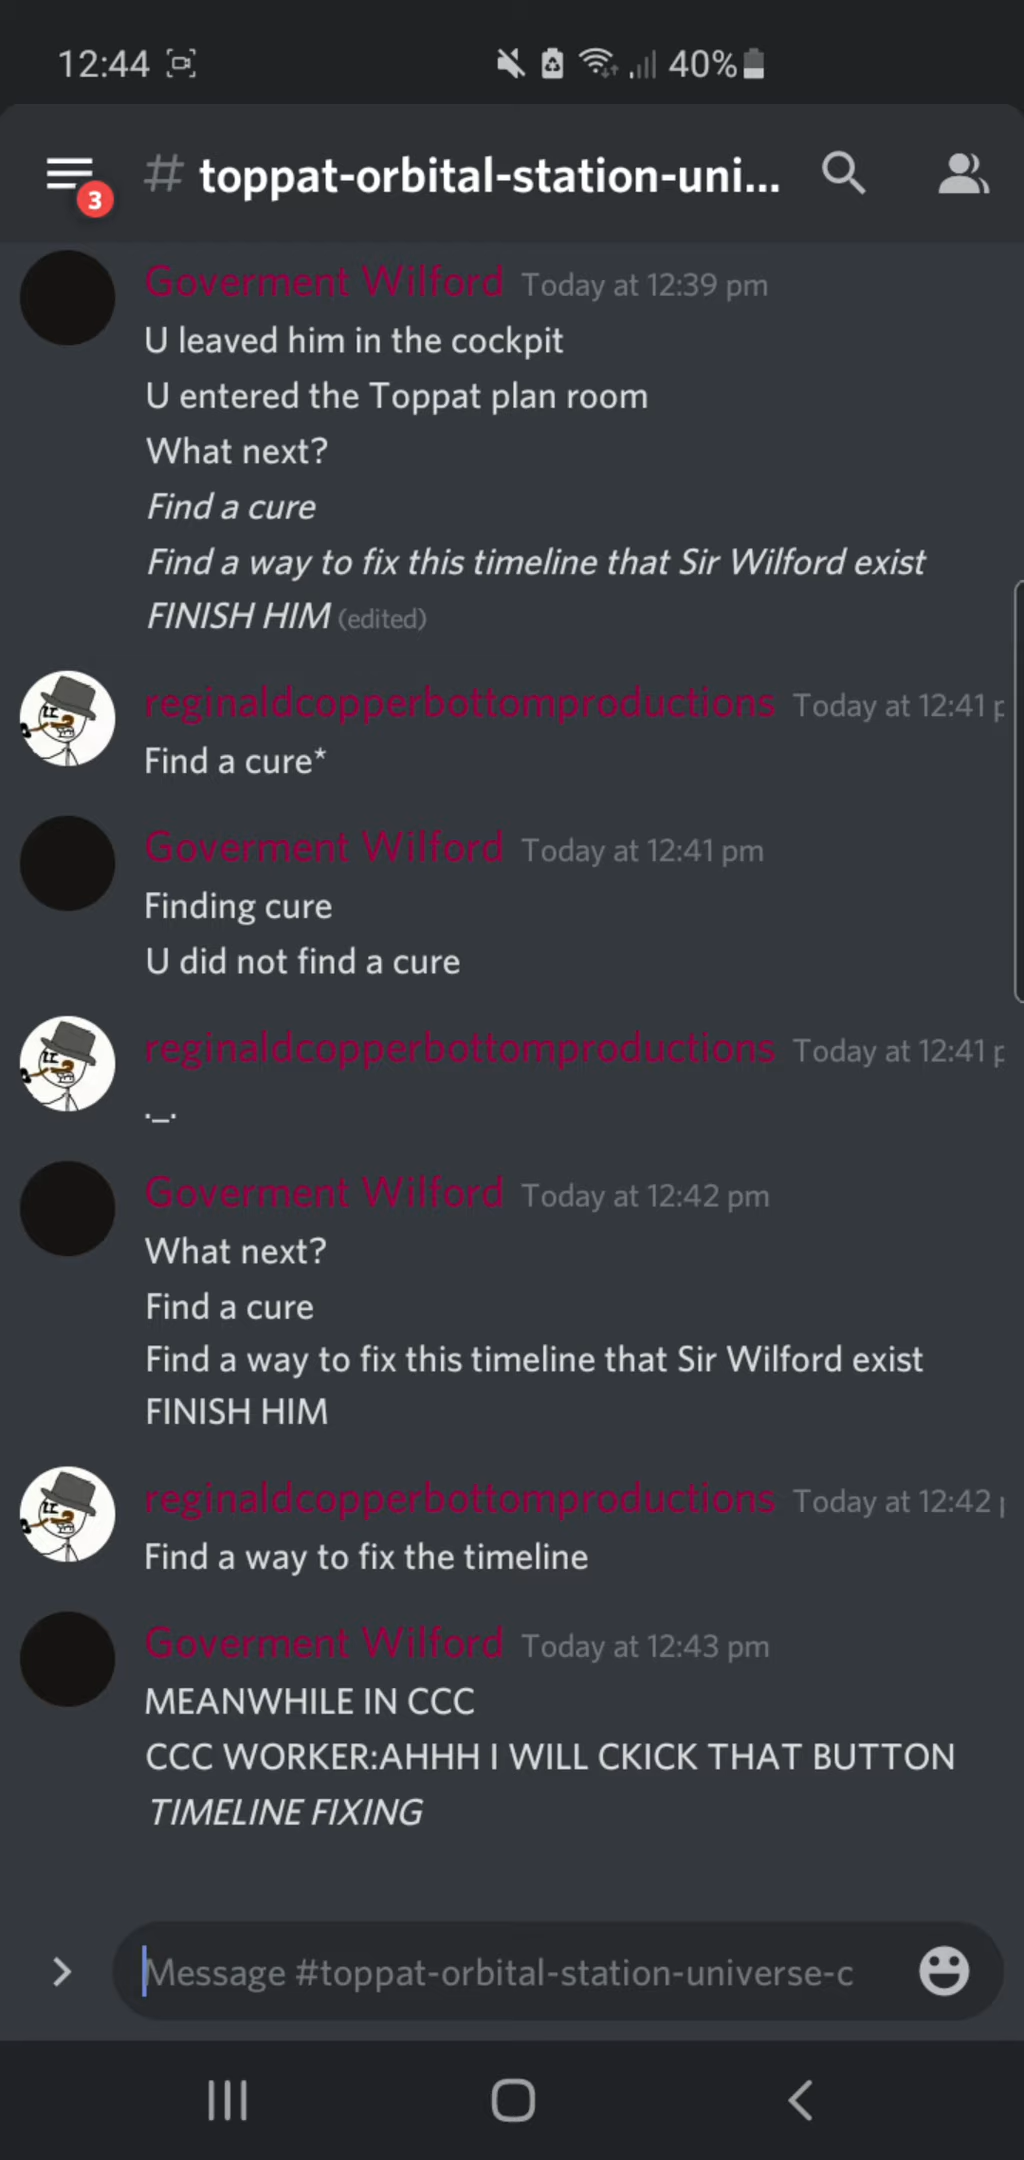 12:44 40%
3 # toppat-orbital-station-uni...
Goverment Wilford Today at 12:39 pm
U leaved him in the cockpit
U entered the Toppat plan room
What next?
Find a cure
Find a way to fix this timeline that Sir Wilford exist
FINISH HIM (edited)
reginaldcopperbottomproductions Today at 12:41 p
Find a cure*
Goverment Wilford Today at 12:41 pm
Finding cure
U did not find a cure
reginaldcopperbottomproductions Today at 12:41 p
._.
Goverment Wilford Today at 12:42 pm
What next?
Find a cure
Find a way to fix this timeline that Sir Wilford exist
FINISH HIM
reginaldcopperbottomproductions Today at 12:42
Find a way to fix the timeline
Goverment Wilford Today at 12:43 pm
MEANWHILE IN CCC
CCC WORKER:AHHH I WILL CKICK THAT BUTTON
TIMELINE FIXING
Message #toppat-orbital-station-universe-c